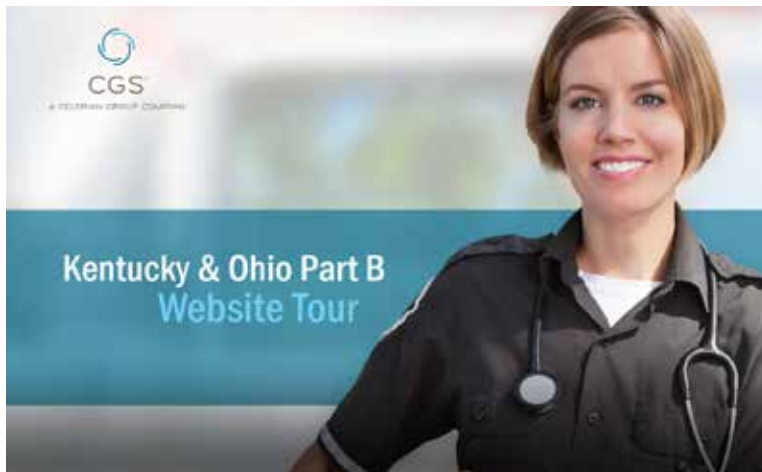 CGS
A CELERIAN GROUP COMPANY
Kentucky & Ohio Part B
Website Tour